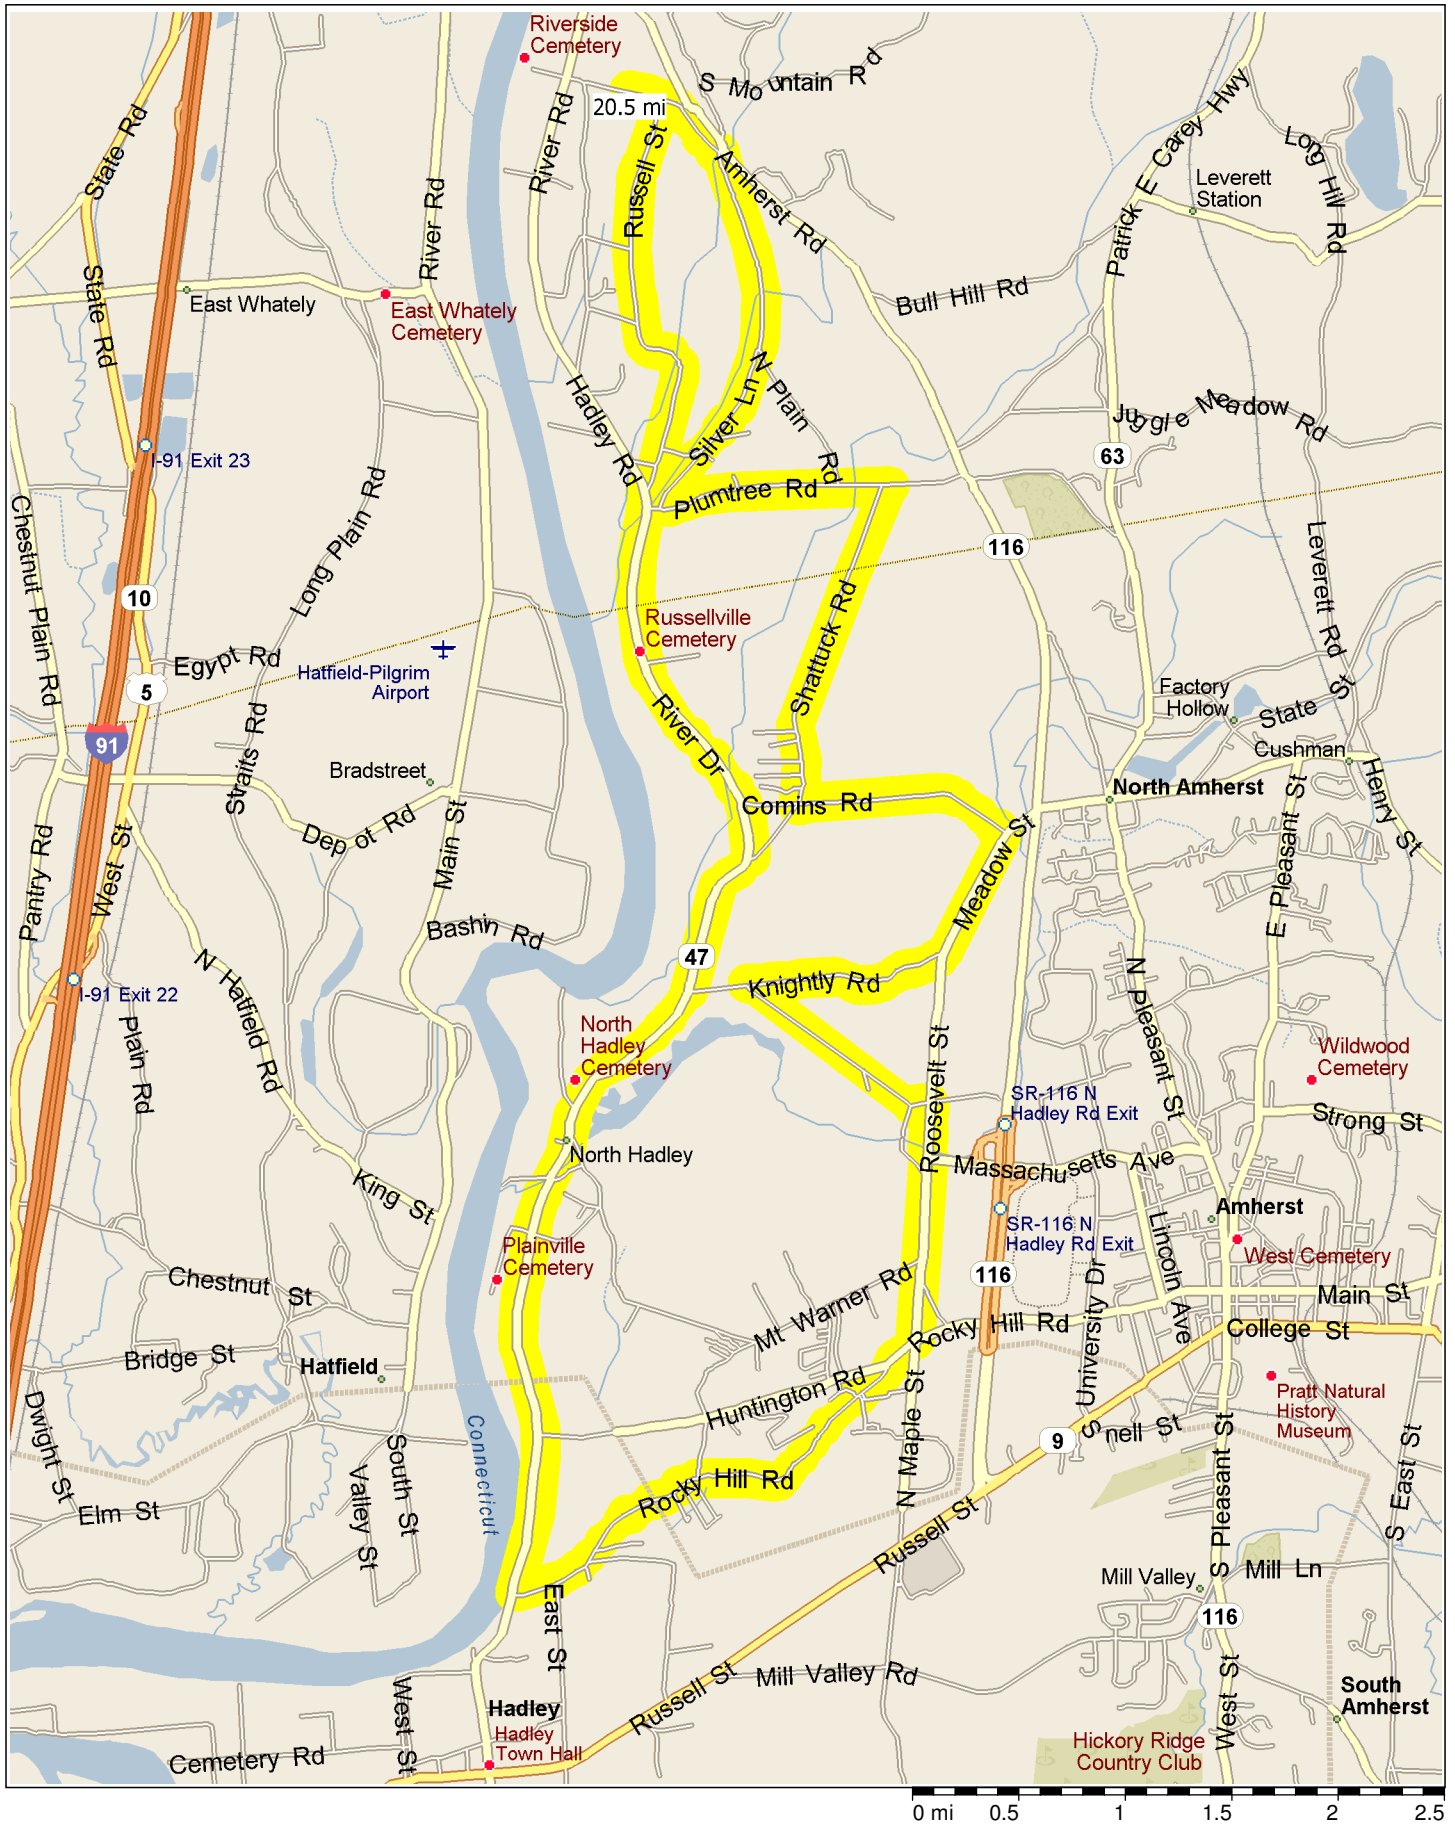 Riverside
Cemetery
S Mountain Rd
20.5 mi
State Rd
River Rd
River Rd
Russell St
Amherst Rd
Patrick E Carey Hwy
Long Hill Rd
Leverett
Station
State Rd
East Whately
East Whately
Cemetery
Bull Hill Rd
Hadley Rd
N Plain Rd
Silver Ln
Juggle Meadow Rd
63
I-91 Exit 23
Plumtree Rd
Chestnut Plain Rd
Long Plain Rd
116
Leverett Rd
10
Shattuck Rd
Russellville
Cemetery
Egypt Rd
Hatfield-Pilgrim
Airport
5
Factory
Hollow
State St
River Dr
91
Straits Rd
Cushman
Bradstreet
North Amherst
Henry St
Comins Rd
Depot Rd
Main St
Meadow St
E Pleasant St
Pantry Rd
West St
Bashin Rd
47
N Hatfield Rd
Knightly Rd
N Pleasant St
I-91 Exit 22
Plain Rd
North
Hadley
Cemetery
Roosevelt St
Wildwood
Cemetery
SR-116 N
Hadley Rd Exit
Strong St
North Hadley
Massachusetts Ave
King St
Amherst
SR-116 N
Hadley Rd Exit
Lincoln Ave
West Cemetery
Plainville
Cemetery
Chestnut St
116
Mt Warner Rd
University Dr
Main St
Rocky Hill Rd
College St
Bridge St
Hatfield
Huntington Rd
N Maple St
Pratt Natural
History
Museum
Dwight St
Connecticut
Snell St
9
S Pleasant St
S East St
Elm St
Valley St
South St
Rocky Hill Rd
Russell St
Mill Valley
Mill Ln
East St
116
Mill Valley Rd
West St
Russell St
West St
South
Amherst
Hadley
Hadley
Town Hall
Hickory Ridge
Country Club
Cemetery Rd
0 mi 0.5 1 1.5 2 2.5